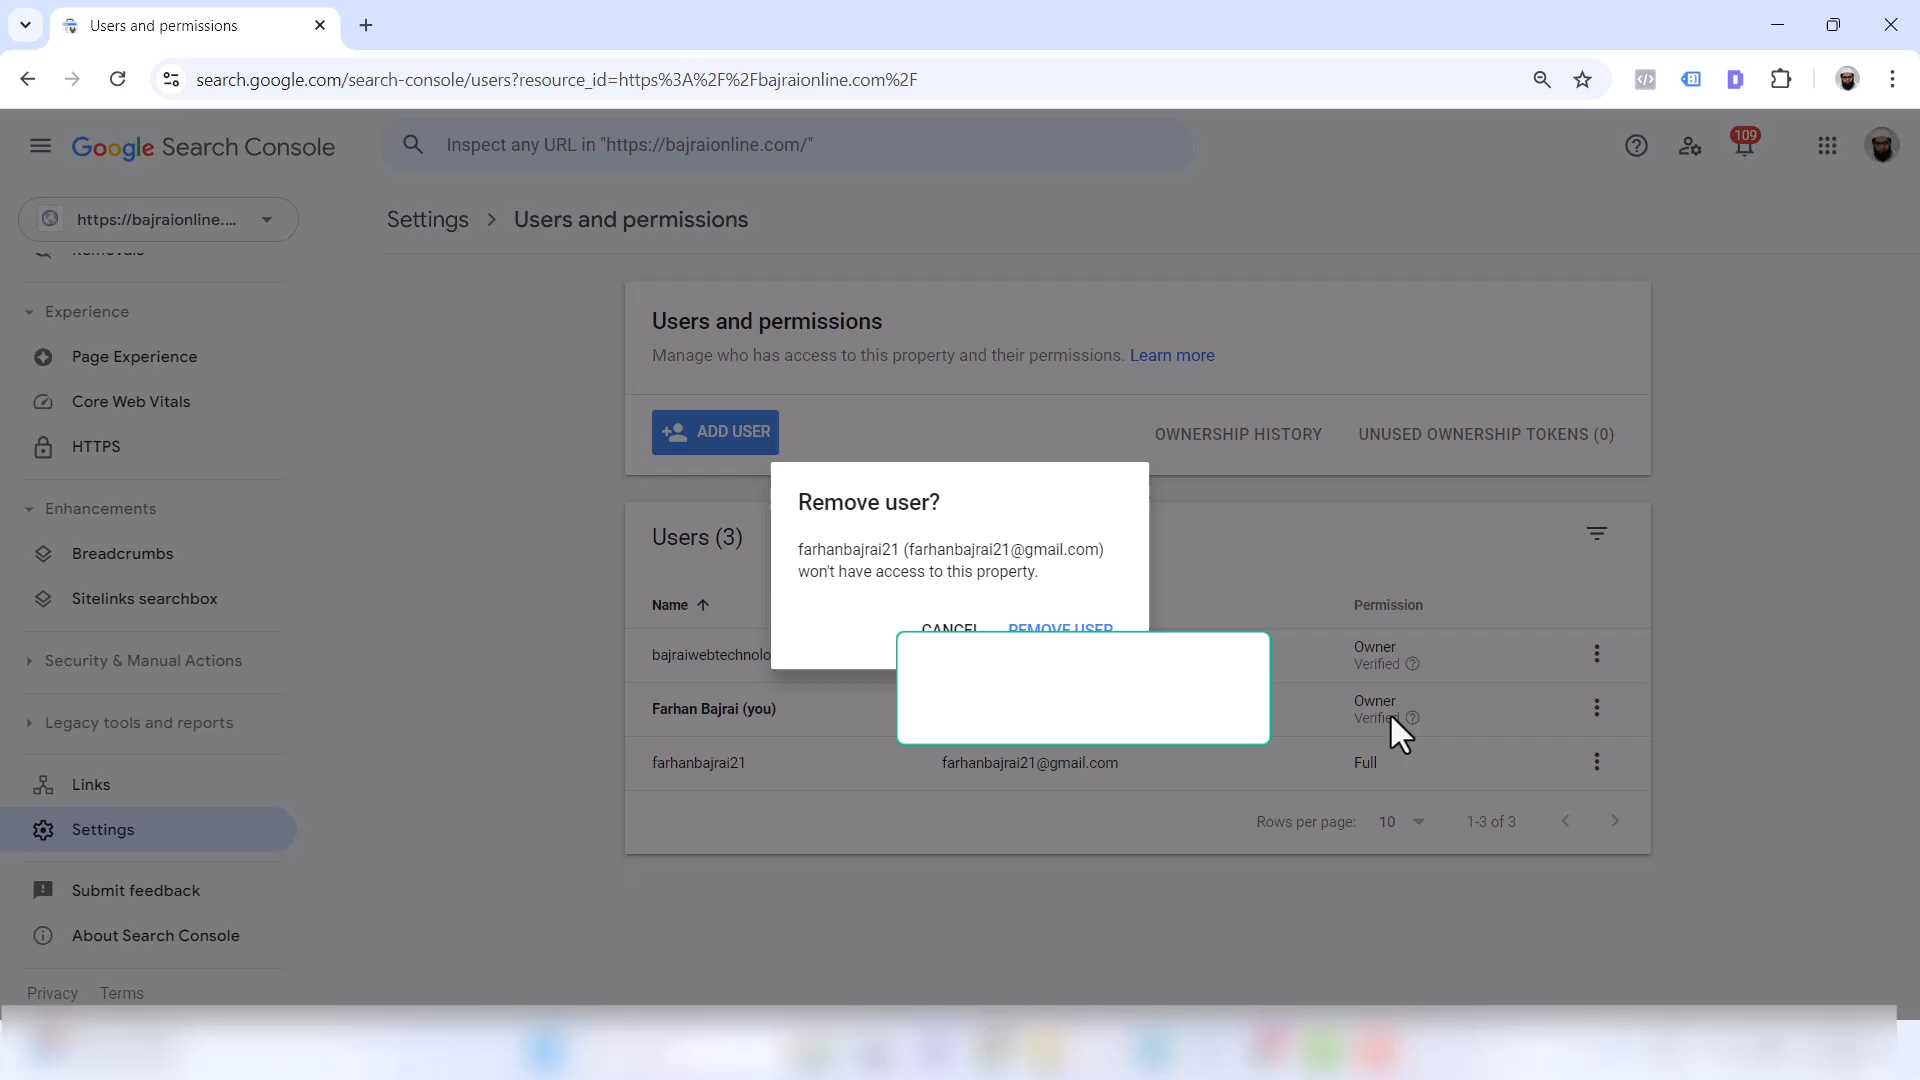 Users and permissions
search.google.com/search-console/users?resource_id=https%3A%2F%2Fbajraionline.com%2F
Google Search Console
Inspect any URL in "https://bajraionline.com/"
109
https://bajraionline....
Settings > Users and permissions
Removals
Experience
Page Experience
Core Web Vitals
HTTPS
Enhancements
Breadcrumbs
Sitelinks searchbox
Security & Manual Actions
Legacy tools and reports
Links
Settings
Submit feedback
About Search Console
Privacy Terms
Users and permissions
Manage who has access to this property and their permissions. Learn more
ADD USER
OWNERSHIP HISTORY
UNUSED OWNERSHIP TOKENS (0)
Users (3)
Name
Permission
bajraiwebtechnolo
Owner
Verified
Farhan Bajrai (you)
Owner
Verified
farhanbajrai21 farhanbajrai21@gmail.com Full
Rows per page: 10 1-3 of 3
Remove user?
farhanbajrai21 (farhanbajrai21@gmail.com)
won't have access to this property.
CANCEL REMOVE USER